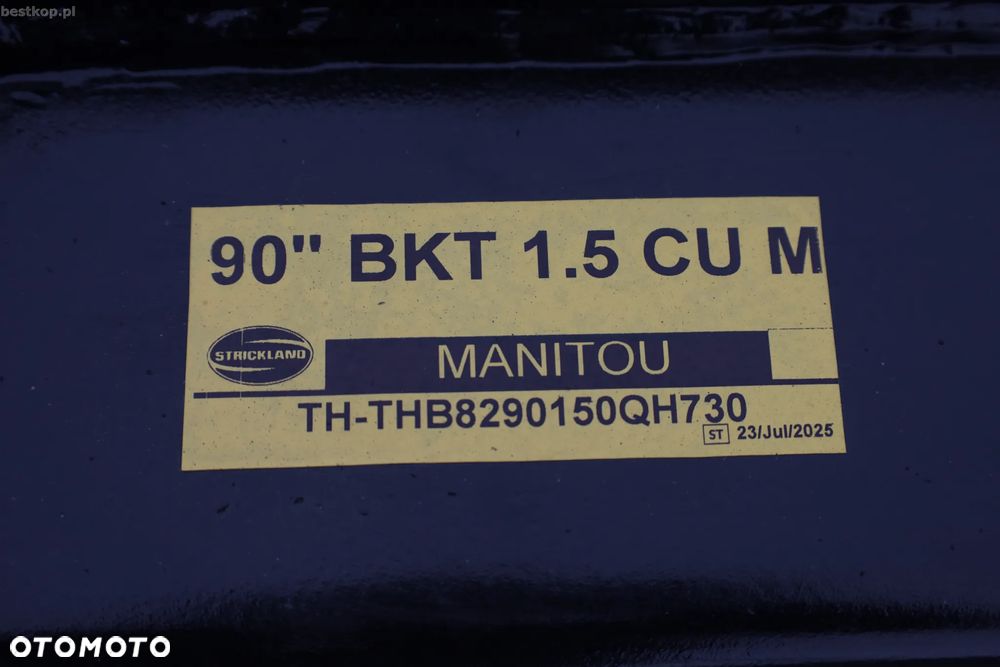 bestkop.pl
90" BKT 1.5 CU M
STRICKLAND
MANITOU
TH-THB8290150QH730
ST 23/Jul/2025
OTOMOTO